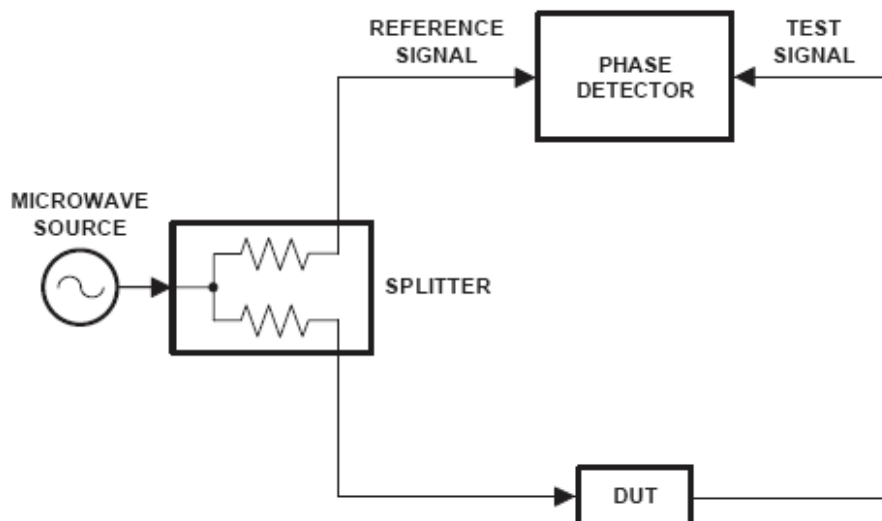 REFERENCE
SIGNAL
PHASE
DETECTOR
TEST
SIGNAL
MICROWAVE
SOURCE
SPLITTER
DUT